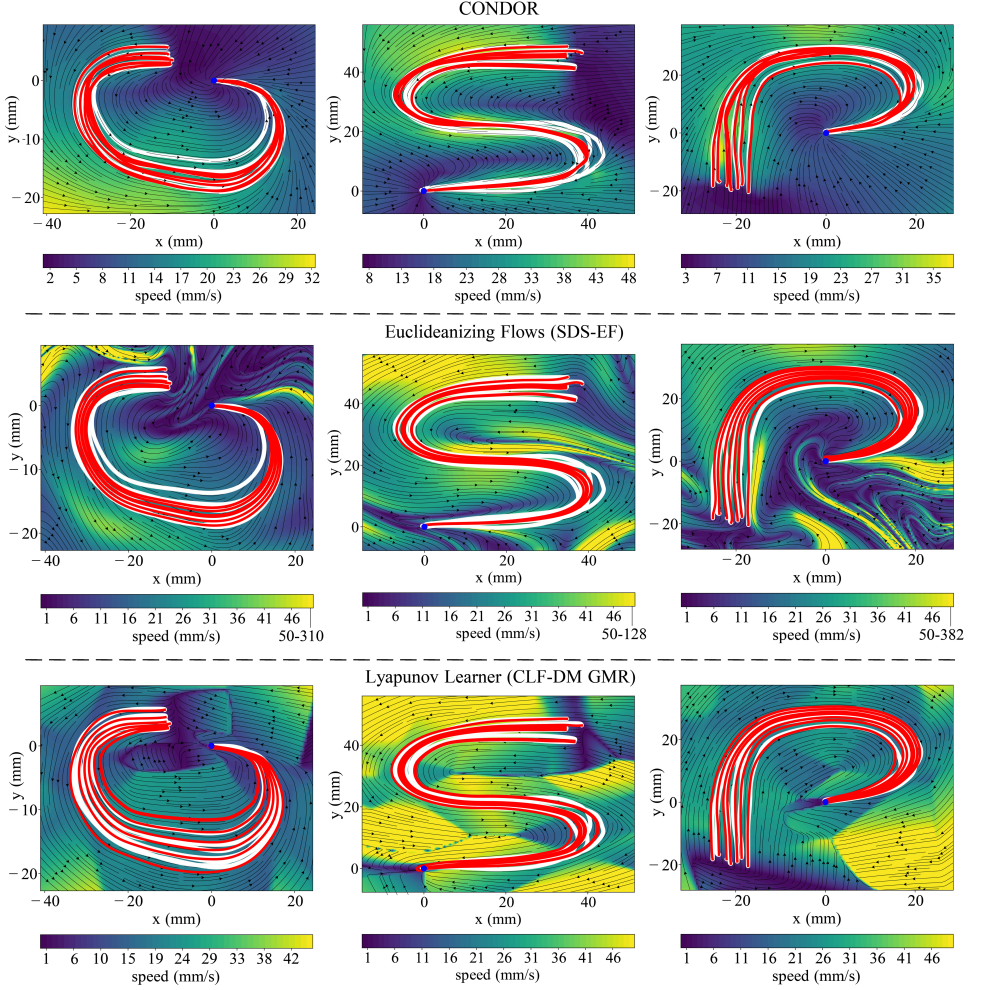 CONDOR
y (mm)
0
−10
−20
−40
−20
0
20
x (mm)
2 5 8 11 14 17 20 23 26 29 32
speed (mm/s)
y (mm)
40
20
0
0
20
40
x (mm)
8 13 18 23 28 33 38 43 48
speed (mm/s)
y (mm)
20
0
−20
−20
0
20
x (mm)
3 7 11 15 19 23 27 31 35
speed (mm/s)
Euclideanizing Flows (SDS-EF)
y (mm)
0
−10
−20
−40
−20
0
20
x (mm)
1 6 11 16 21 26 31 36 41 46
50-310
speed (mm/s)
y (mm)
40
20
0
0
20
40
x (mm)
1 6 11 16 21 26 31 36 41 46
50-128
speed (mm/s)
y (mm)
20
0
−20
−20
0
20
x (mm)
1 6 11 16 21 26 31 36 41 46
50-382
speed (mm/s)
Lyapunov Learner (CLF-DM GMR)
y (mm)
0
−10
−20
−40
−20
0
20
x (mm)
1 6 10 15 19 24 29 33 38 42
speed (mm/s)
y (mm)
40
20
0
0
20
40
x (mm)
1 6 11 16 21 26 31 36 41 46
speed (mm/s)
y (mm)
20
0
−20
−20
0
20
x (mm)
1 6 11 16 21 26 31 36 41 46
speed (mm/s)